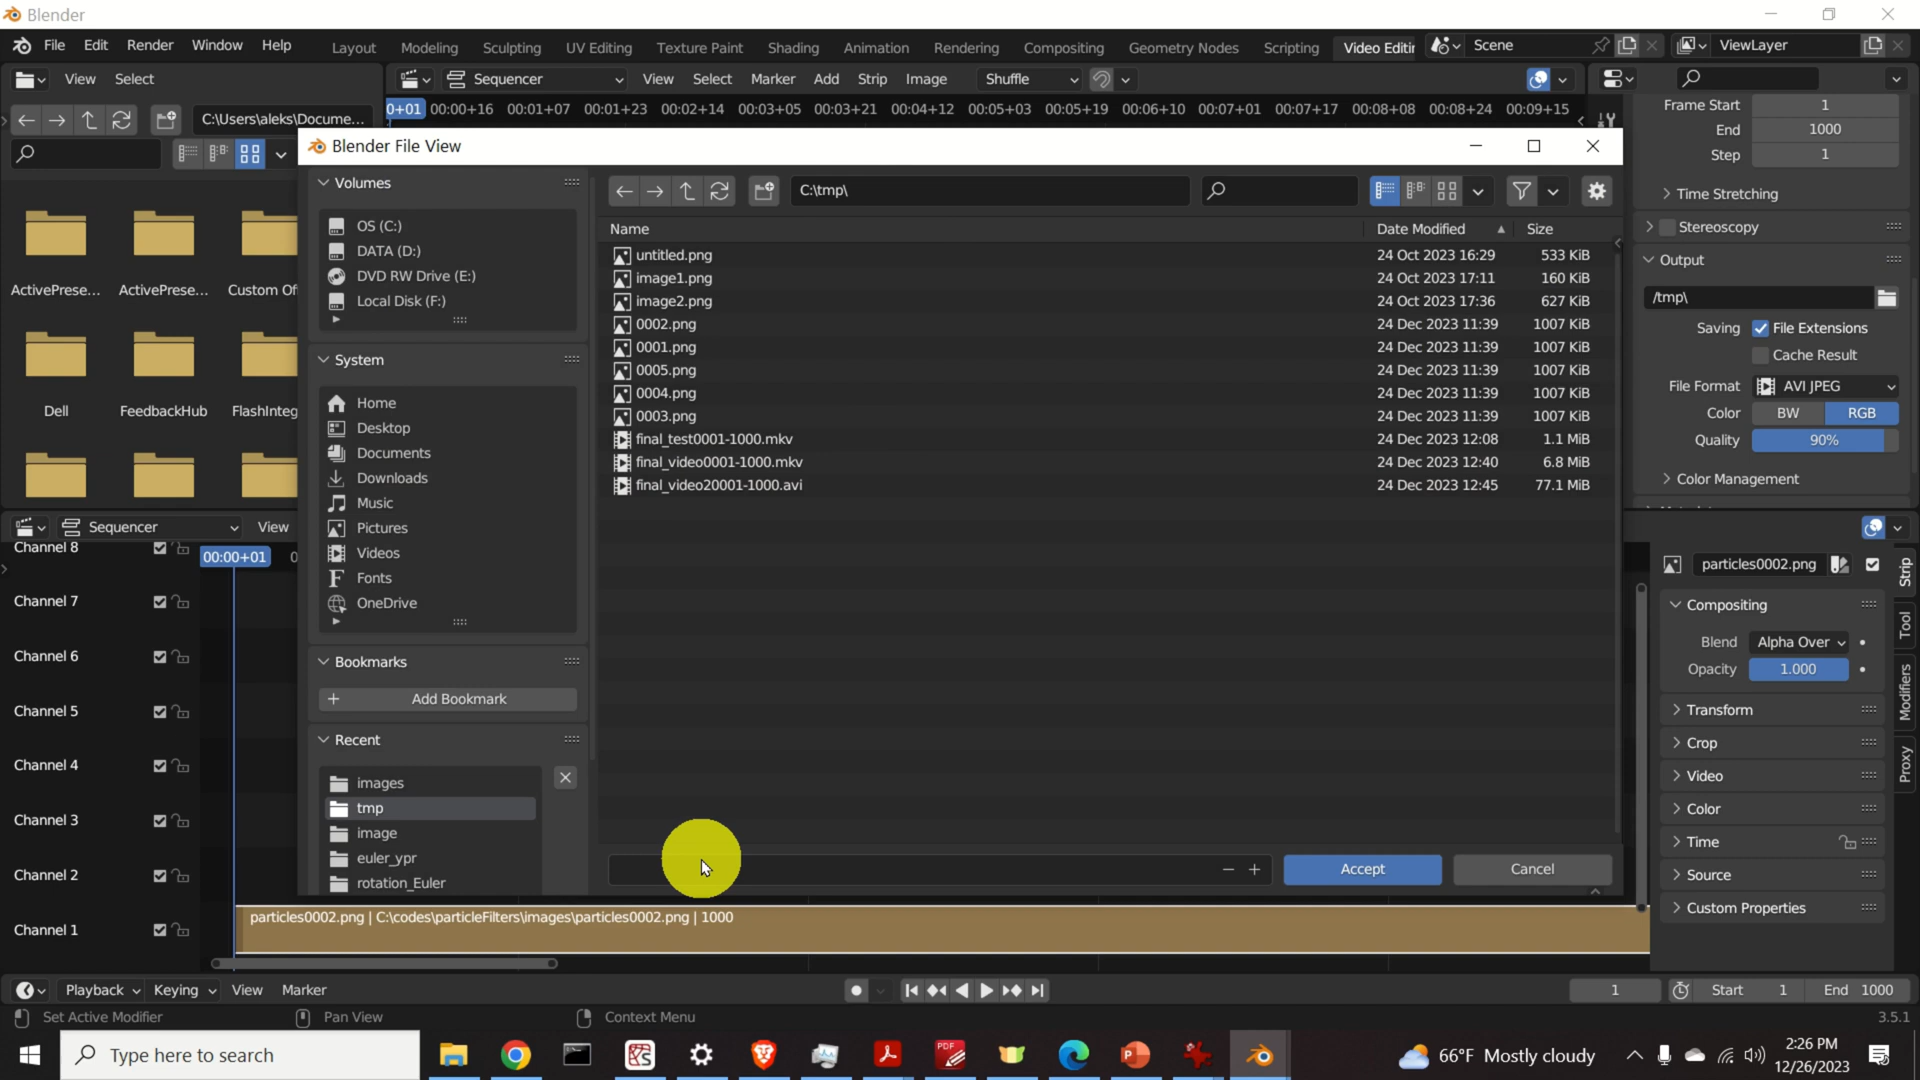 Blender
File Edit Render Window Help Layout Modeling Sculpting UV Editing Texture Paint Shading Animation Rendering Compositing Geometry Nodes Scripting Video Editir Scene ViewLayer
View Select Sequencer View Select Marker Add Strip Image Shuffle
C:\Users\aleks\Docume... 0+01 00:00+16 00:01+07 00:01+23 00:02+14 00:03+05 00:03+21 00:04+12 00:05+03 00:05+19 00:06+10 00:07+01 00:07+17 00:08+08 00:08+24 00:09+15
Frame Start 1
End 1000
Step 1
Time Stretching
Stereoscopy
Output
/tmp\
Saving File Extensions
Cache Result
File Format AVI JPEG
Color BW RGB
Quality 90%
Color Management
ActivePrese... ActivePrese... Custom Of
Dell FeedbackHub FlashInteg
Blender File View
Volumes
OS (C:)
DATA (D:)
DVD RW Drive (E:)
Local Disk (F:)
System
Home
Desktop
Documents
Downloads
Music
Pictures
Videos
Fonts
OneDrive
Bookmarks
Add Bookmark
Recent
images
tmp
image
euler_ypr
rotation_Euler
C:\tmp\
Name Date Modified Size
untitled.png 24 Oct 2023 16:29 533 KiB
image1.png 24 Oct 2023 17:11 160 KiB
image2.png 24 Oct 2023 17:36 627 KiB
0002.png 24 Dec 2023 11:39 1007 KiB
0001.png 24 Dec 2023 11:39 1007 KiB
0005.png 24 Dec 2023 11:39 1007 KiB
0004.png 24 Dec 2023 11:39 1007 KiB
0003.png 24 Dec 2023 11:39 1007 KiB
final_test0001-1000.mkv 24 Dec 2023 12:08 1.1 MiB
final_video0001-1000.mkv 24 Dec 2023 12:40 6.8 MiB
final_video20001-1000.avi 24 Dec 2023 12:45 77.1 MiB
Accept Cancel
Sequencer View
00:00+01 0
Channel 8
Channel 7
Channel 6
Channel 5
Channel 4
Channel 3
Channel 2
Channel 1
particles0002.png | C:\codes\particleFilters\images\particles0002.png | 1000
particles0002.png
Compositing
Blend Alpha Over
Opacity 1.000
Transform
Crop
Video
Color
Time
Source
Custom Properties
Strip
Tool
Modifiers
Proxy
Playback Keying View Marker 1 Start 1 End 1000
Set Active Modifier Pan View Context Menu 3.5.1
Type here to search PDF 66°F Mostly cloudy 2:26 PM
12/26/2023